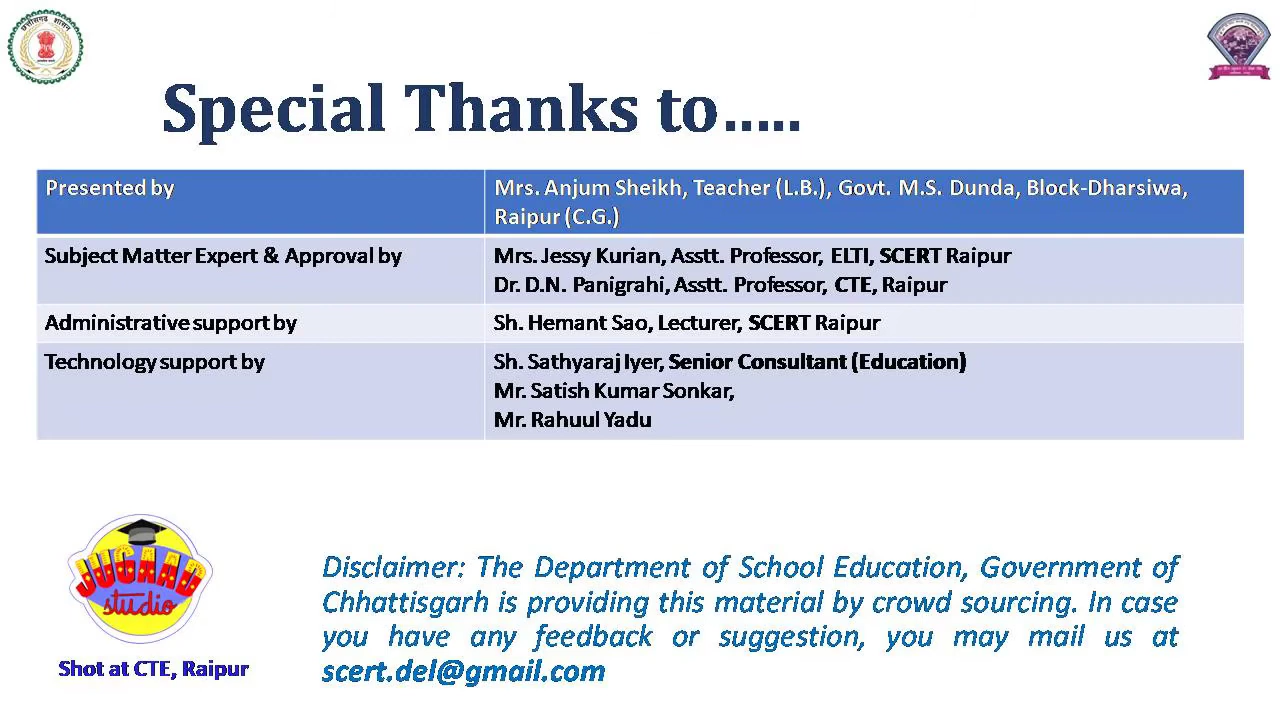 छत्तीसगढ़ शासन
Special Thanks to.....
Presented by
Mrs. Anjum Sheikh, Teacher (L.B.), Govt. M.S. Dunda, Block-Dharsiwa,
Raipur (C.G.)
Subject Matter Expert & Approval by
Mrs. Jessy Kurian, Asstt. Professor, ELTI, SCERT Raipur
Dr. D.N. Panigrahi, Asstt. Professor, CTE, Raipur
Administrative support by
Sh. Hemant Sao, Lecturer, SCERT Raipur
Technology support by
Sh. Sathyaraj Iyer, Senior Consultant (Education)
Mr. Satish Kumar Sonkar,
Mr. Rahuul Yadu
JUGAAD
studio
Shot at CTE, Raipur
Disclaimer: The Department of School Education, Government of
Chhattisgarh is providing this material by crowd sourcing. In case
you have any feedback or suggestion, you may mail us at
scert.del@gmail.com